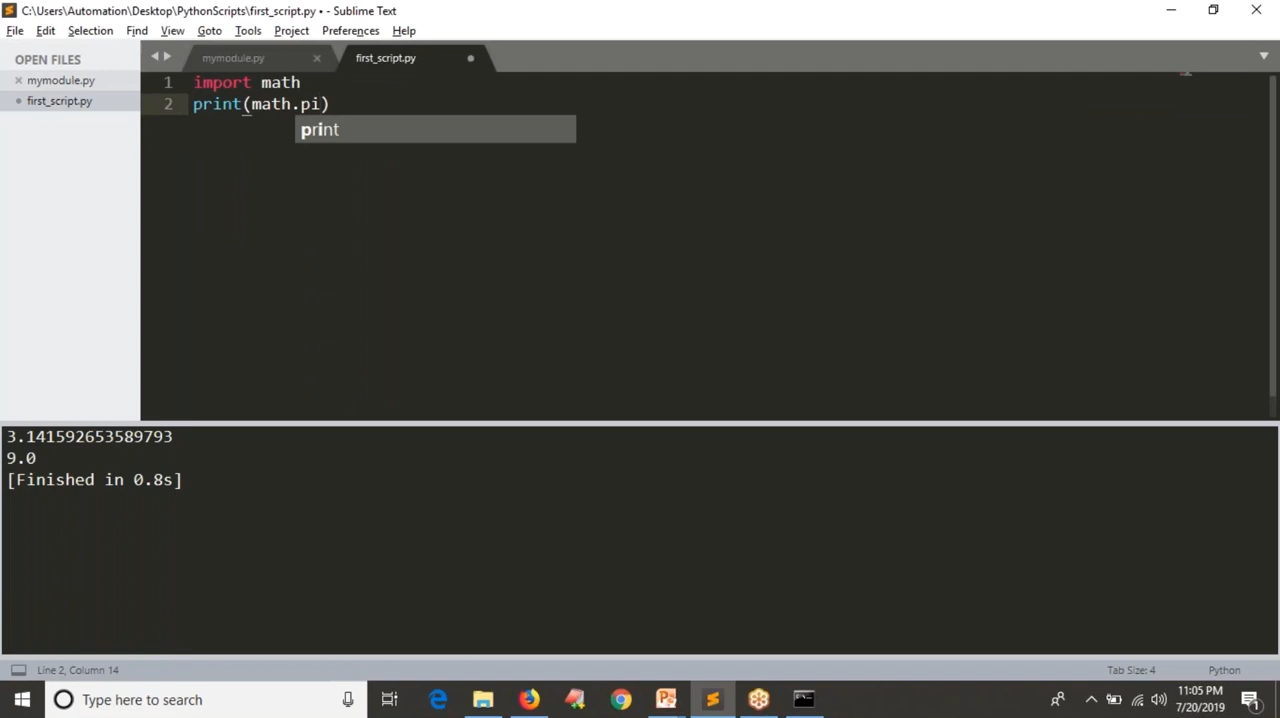 C:\Users\Automation\Desktop\PythonScripts\first_script.py • - Sublime Text
File Edit Selection Find View Goto Tools Project Preferences Help
OPEN FILES
mymodule.py
first_script.py
mymodule.py
first_script.py
1 import math
2 print(math.pi)
print
3.141592653589793
9.0
[Finished in 0.8s]
Line 2, Column 14
Tab Size: 4
Python
Type here to search
11:05 PM
7/20/2019
1